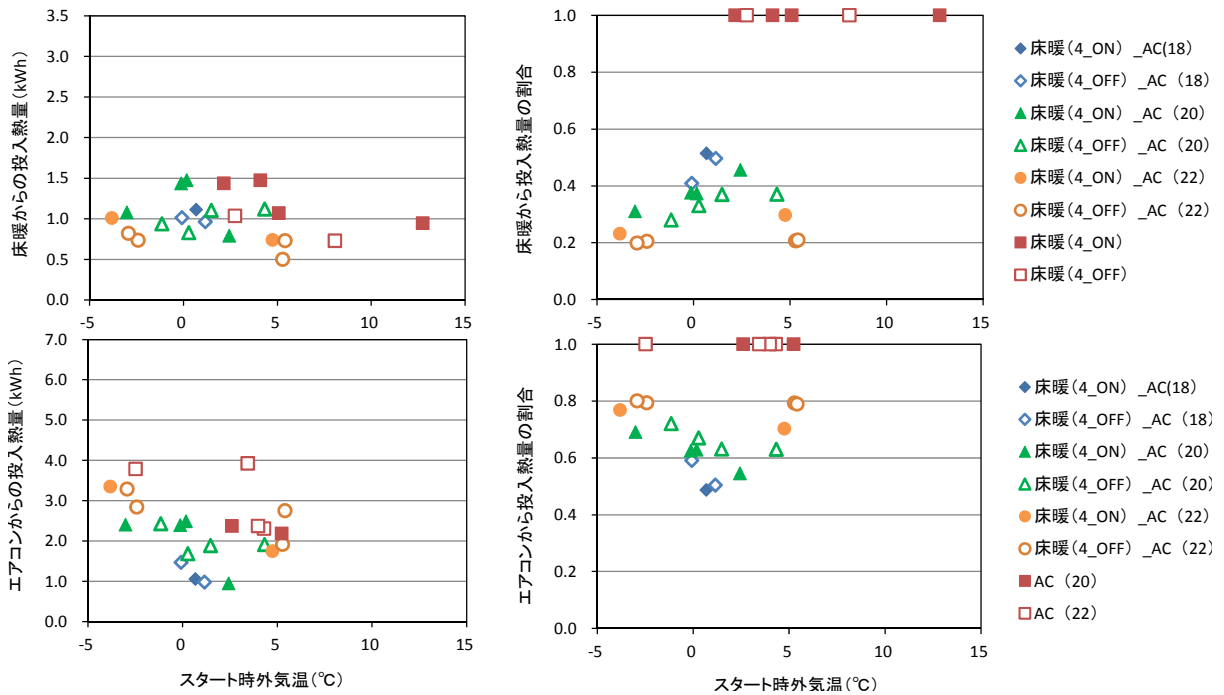 床暖からの投入熱量(kWh)
3.5
3.0
2.5
2.0
1.5
1.0
0.5
0.0
-5
0
5
10
15
床暖から投入熱量の割合
1.0
0.8
0.6
0.4
0.2
0.0
-5
0
5
10
15
床暖(4_ON) _AC(18)
床暖(4_OFF) _AC (18)
床暖(4_ON) _AC (20)
床暖(4_OFF) _AC (20)
床暖(4_ON) _AC (22)
床暖(4_OFF) _AC (22)
床暖(4_ON)
床暖(4_OFF)
エアコンからの投入熱量(kWh)
7.0
6.0
5.0
4.0
3.0
2.0
1.0
0.0
-5
0
5
10
15
スタート時外気温(℃)
エアコンから投入熱量の割合
1.0
0.8
0.6
0.4
0.2
0.0
-5
0
5
10
15
スタート時外気温(℃)
床暖(4_ON) _AC(18)
床暖(4_OFF) _AC (18)
床暖(4_ON) _AC (20)
床暖(4_OFF) _AC (20)
床暖(4_ON) _AC (22)
床暖(4_OFF) _AC (22)
AC (20)
AC (22)